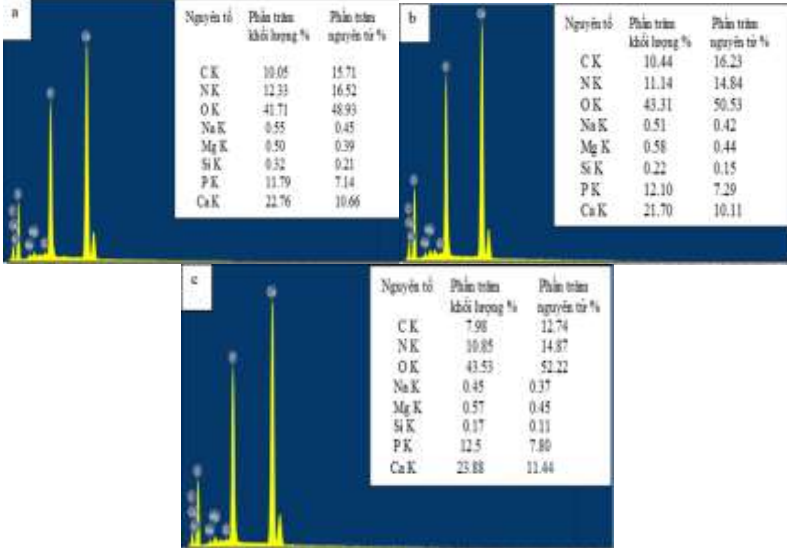 a
Nguyên tố Phần trăm Phần trăm
khối lượng % nguyên tử %
C K 10.05 15.71
N K 12.33 16.52
O K 41.71 48.93
Na K 0.55 0.45
Mg K 0.50 0.39
Si K 0.32 0.21
P K 11.79 7.14
Ca K 22.76 10.66
b
Nguyên tố Phần trăm Phần trăm
khối lượng % nguyên tử %
C K 10.44 16.23
N K 11.14 14.84
O K 43.31 50.53
Na K 0.51 0.42
Mg K 0.58 0.44
Si K 0.22 0.15
P K 12.10 7.29
Ca K 21.70 10.11
c
Nguyên tố Phần trăm Phần trăm
khối lượng % nguyên tử %
C K 7.98 12.74
N K 10.85 14.87
O K 43.53 52.22
Na K 0.45 0.37
Mg K 0.57 0.45
Si K 0.17 0.11
P K 12.5 7.80
Ca K 23.88 11.44